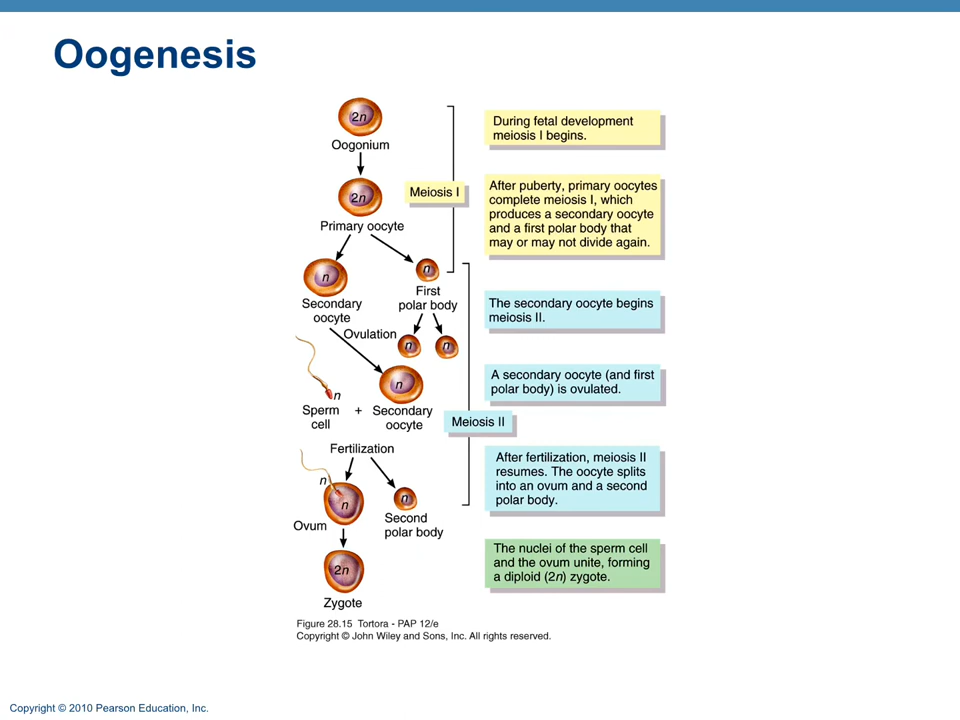 Oogenesis
2n
Oogonium
During fetal development
meiosis I begins.
2n
Primary oocyte
Meiosis I
After puberty, primary oocytes
complete meiosis I, which
produces a secondary oocyte
and a first polar body that
may or may not divide again.
n
Secondary
oocyte
n
First
polar body
The secondary oocyte begins
meiosis II.
Ovulation
n
n
n
Sperm
cell
+
n
Secondary
oocyte
A secondary oocyte (and first
polar body) is ovulated.
Meiosis II
Fertilization
n
n
Ovum
n
Second
polar body
After fertilization, meiosis II
resumes. The oocyte splits
into an ovum and a second
polar body.
2n
Zygote
The nuclei of the sperm cell
and the ovum unite, forming
a diploid (2n) zygote.
Figure 28.15 Tortora - PAP 12/e
Copyright © John Wiley and Sons, Inc. All rights reserved.
Copyright © 2010 Pearson Education, Inc.